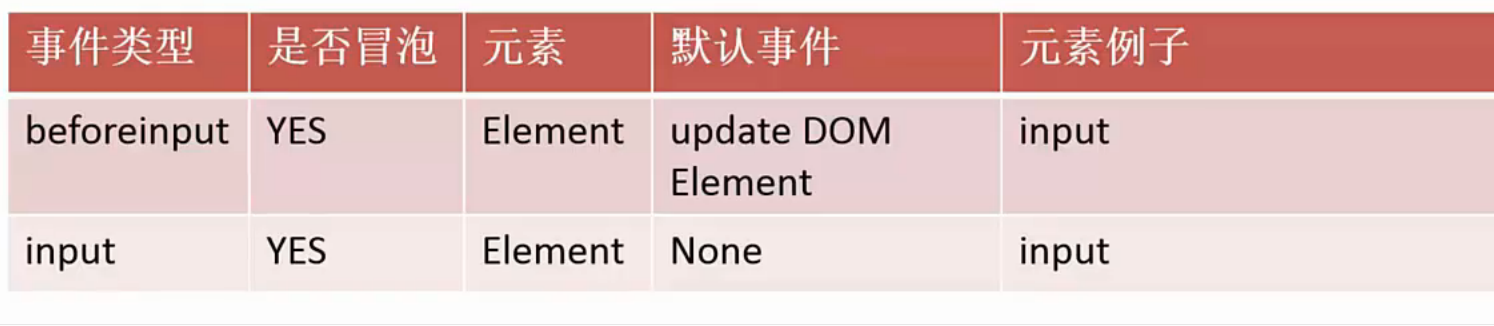 事件类型 是否冒泡 元素 默认事件 元素例子
beforeinput YES Element update DOM input
Element
input YES Element None input